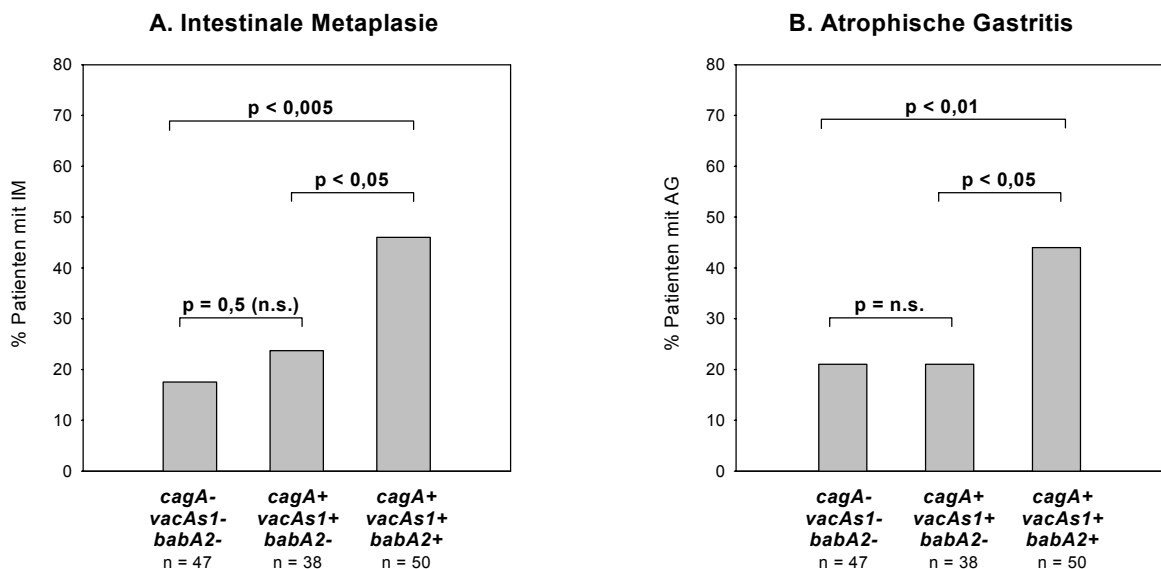 A. Intestinale Metaplasie
% Patienten mit IM
80
70
60
50
40
30
20
10
0
p < 0,005
p < 0,05
p = 0,5 (n.s.)
cagA- cagA+ cagA+
vacAs1- vacAs1+ vacAs1+
babA2- babA2- babA2+
n = 47 n = 38 n = 50
B. Atrophische Gastritis
% Patienten mit AG
80
70
60
50
40
30
20
10
0
p < 0,01
p < 0,05
p = n.s.
cagA- cagA+ cagA+
vacAs1- vacAs1+ vacAs1+
babA2- babA2- babA2+
n = 47 n = 38 n = 50